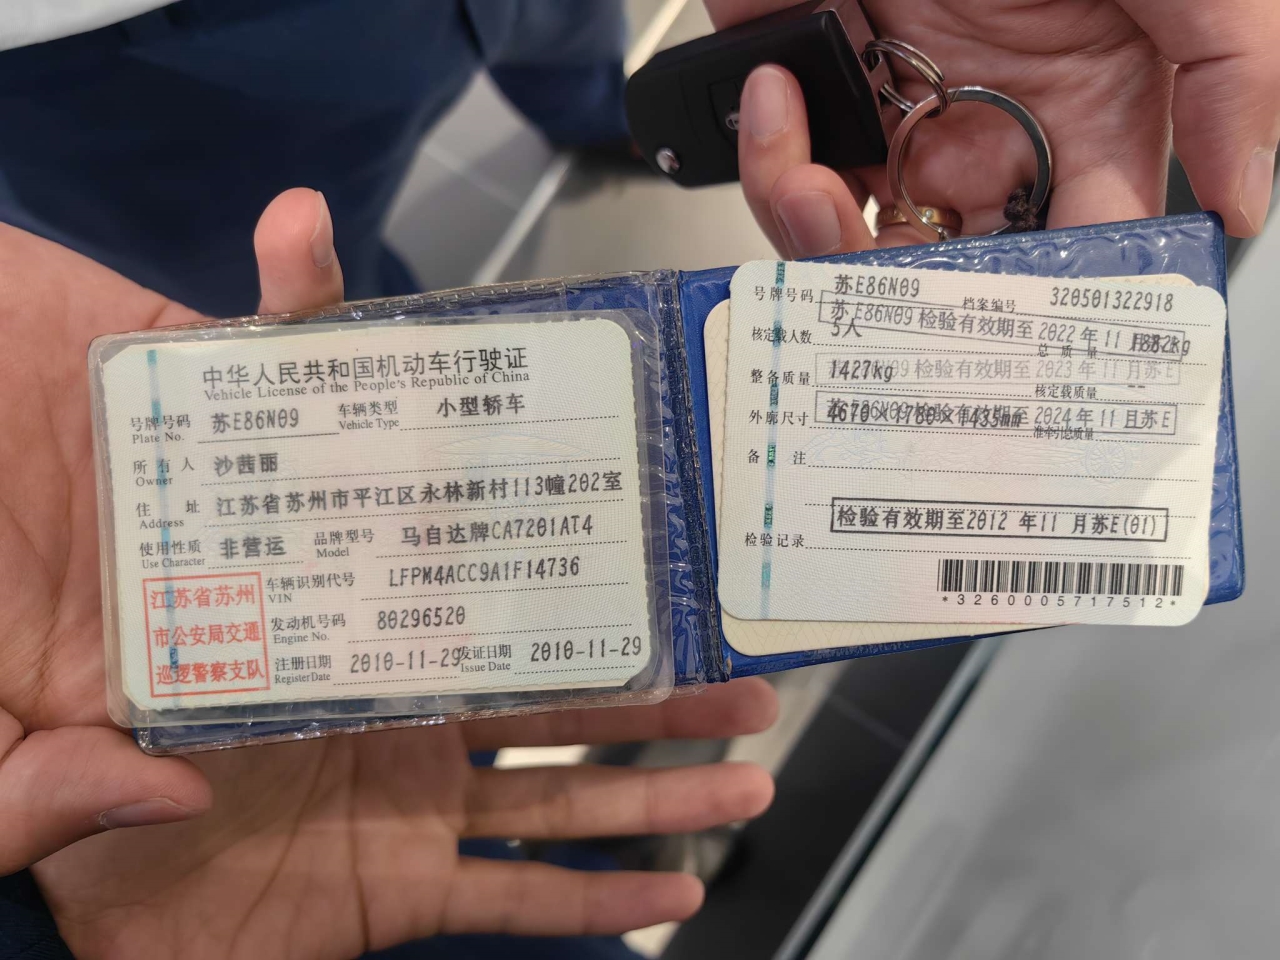 中华人民共和国机动车行驶证
Vehicle License of the People's Republic of China
号牌号码 苏E86N09 车辆类型 小型轿车
Plate No. Vehicle Type
所有人 沙茜丽
Owner
住址 江苏省苏州市平江区永林新村113幢202室
Address
使用性质 非营运 品牌型号 马自达牌CA7201AT4
Use Character Model
车辆识别代号 LFPM4ACC9A1F14736
VIN
发动机号码 80296520
Engine No.
注册日期 2010-11-29 发证日期 2010-11-29
Register Date Issue Date
江苏省苏州
市公安局交通
巡逻警察支队
号牌号码 苏E86N09 档案编号 320501322918
苏E86N09 检验有效期至 2022 年 11 月
核定载人数 5人 总质量
检验有效期至 2023 年 11 月苏E
整备质量 1427kg 核定载质量 --
检验有效期至 2024 年 11 月苏E
外廓尺寸 4670×1780×1435mm 准牵引总质量
备注
检验有效期至2012 年11 月苏E(01)
检验记录
*3260005717512*